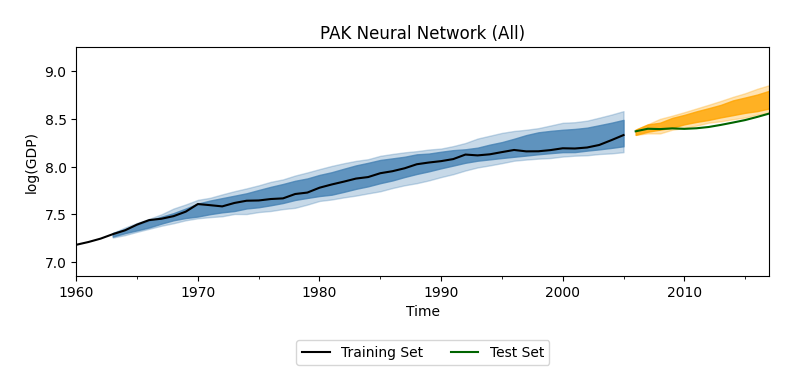 PAK Neural Network (All)
log(GDP)
9.0
8.5
8.0
7.5
7.0
1960 1970 1980 1990 2000 2010
Time
Training Set Test Set